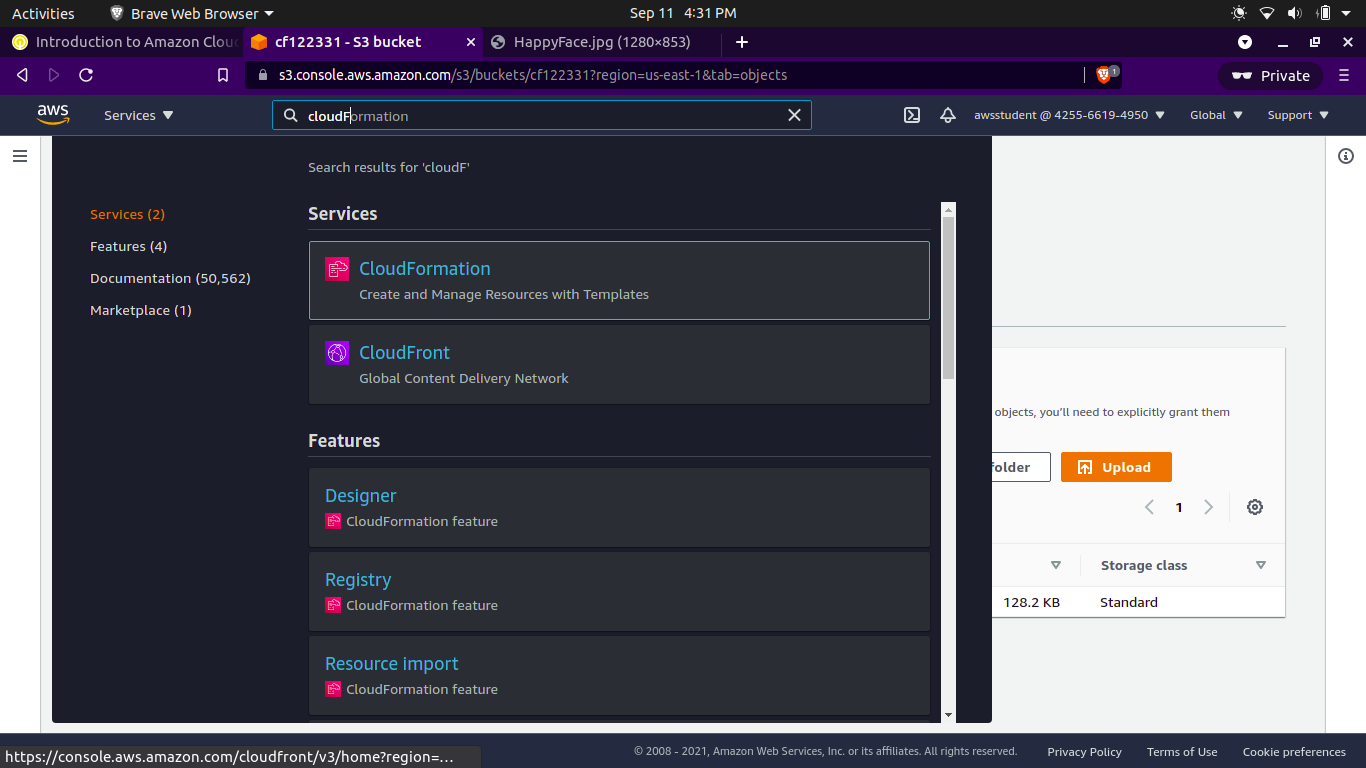 Activities
Brave Web Browser
Sep 11 4:31 PM
Introduction to Amazon Clou
cf122331 - S3 bucket
HappyFace.jpg (1280×853)
s3.console.aws.amazon.com/s3/buckets/cf122331?region=us-east-1&tab=objects
1
Private
aws
Services
cloudFormation
awsstudent @ 4255-6619-4950
Global
Support
Search results for 'cloudF'
Services (2)
Features (4)
Documentation (50,562)
Marketplace (1)
Services
CloudFormation
Create and Manage Resources with Templates
CloudFront
Global Content Delivery Network
Features
Designer
CloudFormation feature
Registry
CloudFormation feature
Resource import
CloudFormation feature
objects, you'll need to explicitly grant them
folder
Upload
1
Storage class
128.2 KB
Standard
© 2008 - 2021, Amazon Web Services, Inc. or its affiliates. All rights reserved.
Privacy Policy
Terms of Use
Cookie preferences
https://console.aws.amazon.com/cloudfront/v3/home?region=...